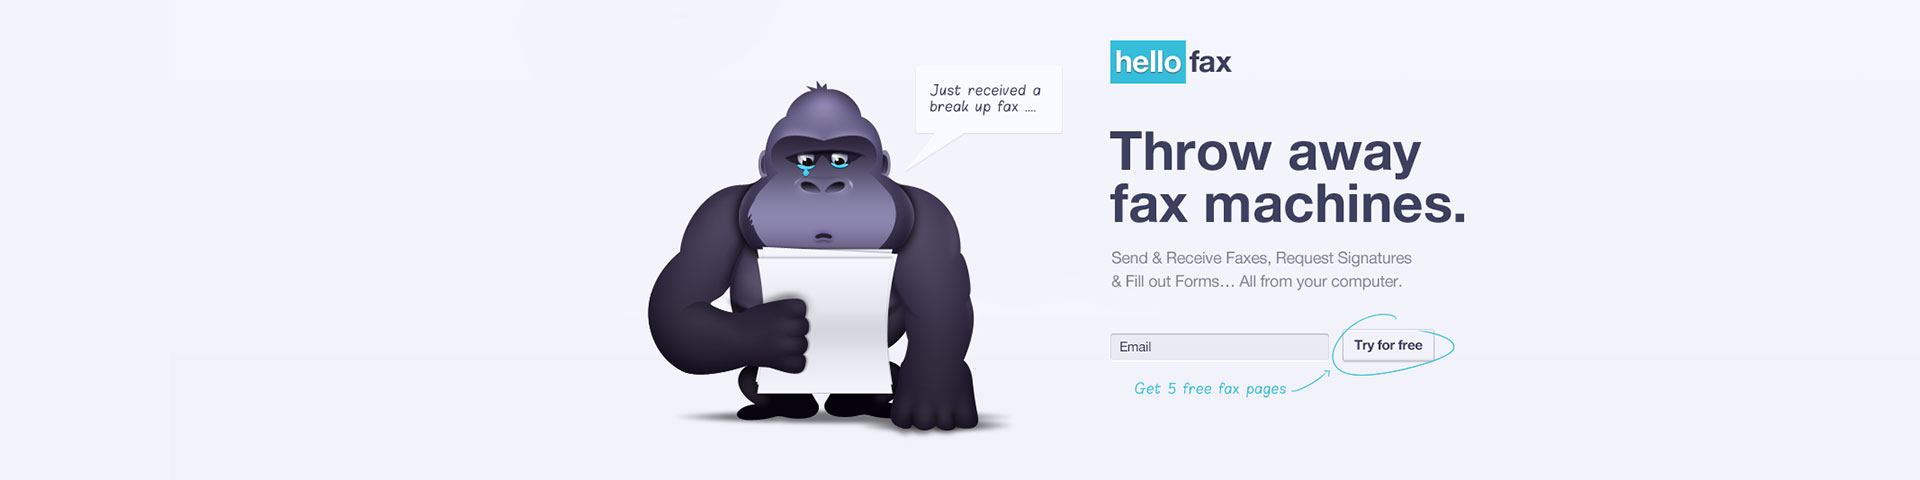 Just received a
break up fax ....
hello fax
Throw away
fax machines.
Send & Receive Faxes, Request Signatures
& Fill out Forms... All from your computer.
Email
Try for free
Get 5 free fax pages